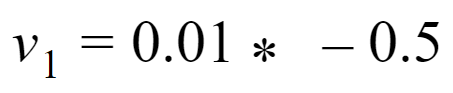 v₁ = 0.01 * − 0.5